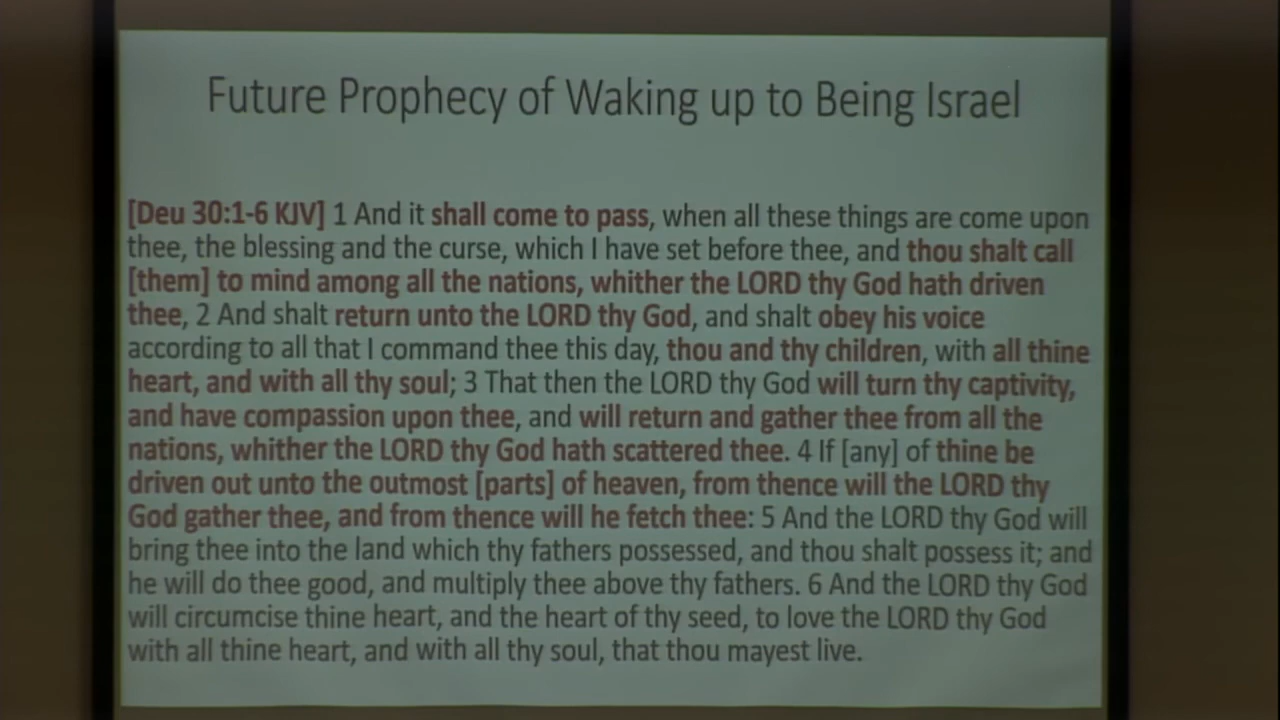 Future Prophecy of Waking up to Being Israel
[Deu 30:1-6 KJV] 1 And it shall come to pass, when all these things are come upon
thee, the blessing and the curse, which I have set before thee, and thou shalt call
[them] to mind among all the nations, whither the LORD thy God hath driven
thee, 2 And shalt return unto the LORD thy God, and shalt obey his voice
according to all that I command thee this day, thou and thy children, with all thine
heart, and with all thy soul; 3 That then the LORD thy God will turn thy captivity,
and have compassion upon thee, and will return and gather thee from all the
nations, whither the LORD thy God hath scattered thee. 4 If [any] of thine be
driven out unto the outmost [parts] of heaven, from thence will the LORD thy
God gather thee, and from thence will he fetch thee: 5 And the LORD thy God will
bring thee into the land which thy fathers possessed, and thou shalt possess it; and
he will do thee good, and multiply thee above thy fathers. 6 And the LORD thy God
will circumcise thine heart, and the heart of thy seed, to love the LORD thy God
with all thine heart, and with all thy soul, that thou mayest live.